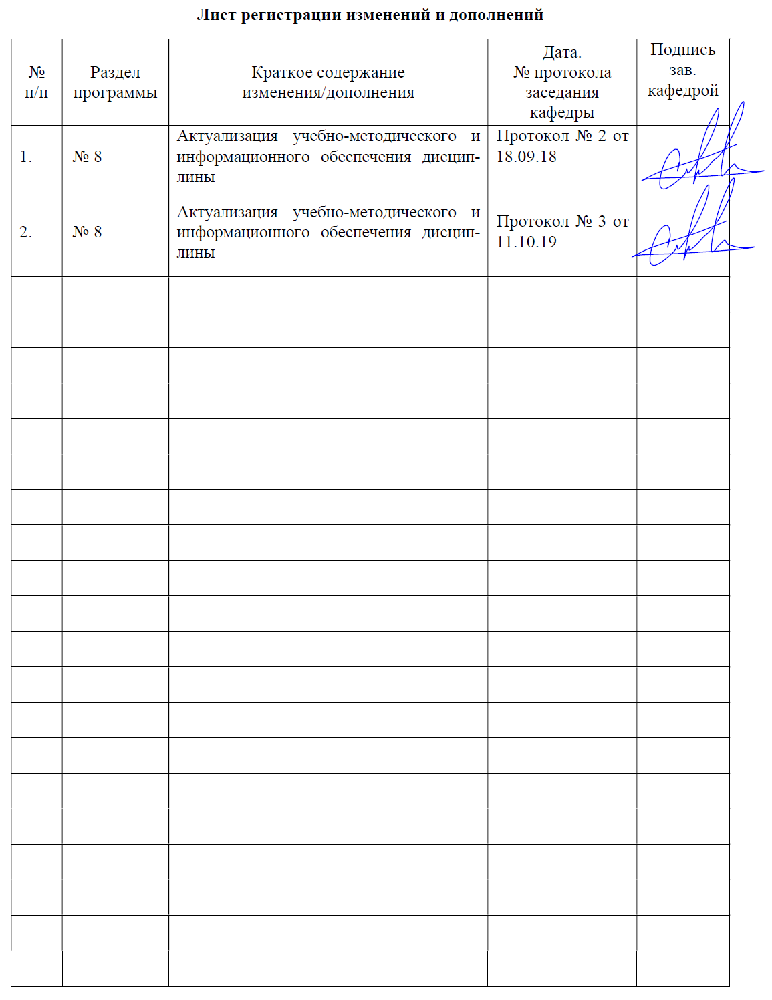 Лист регистрации изменений и дополнений
№
п/п
Раздел
программы
Краткое содержание
изменения/дополнения
Дата.
№ протокола
заседания
кафедры
Подпись
зав.
кафедрой
1.
№ 8
Актуализация учебно-методического и
информационного обеспечения дисцип-
лины
Протокол № 2 от
18.09.18
2.
№ 8
Актуализация учебно-методического и
информационного обеспечения дисцип-
лины
Протокол № 3 от
11.10.19